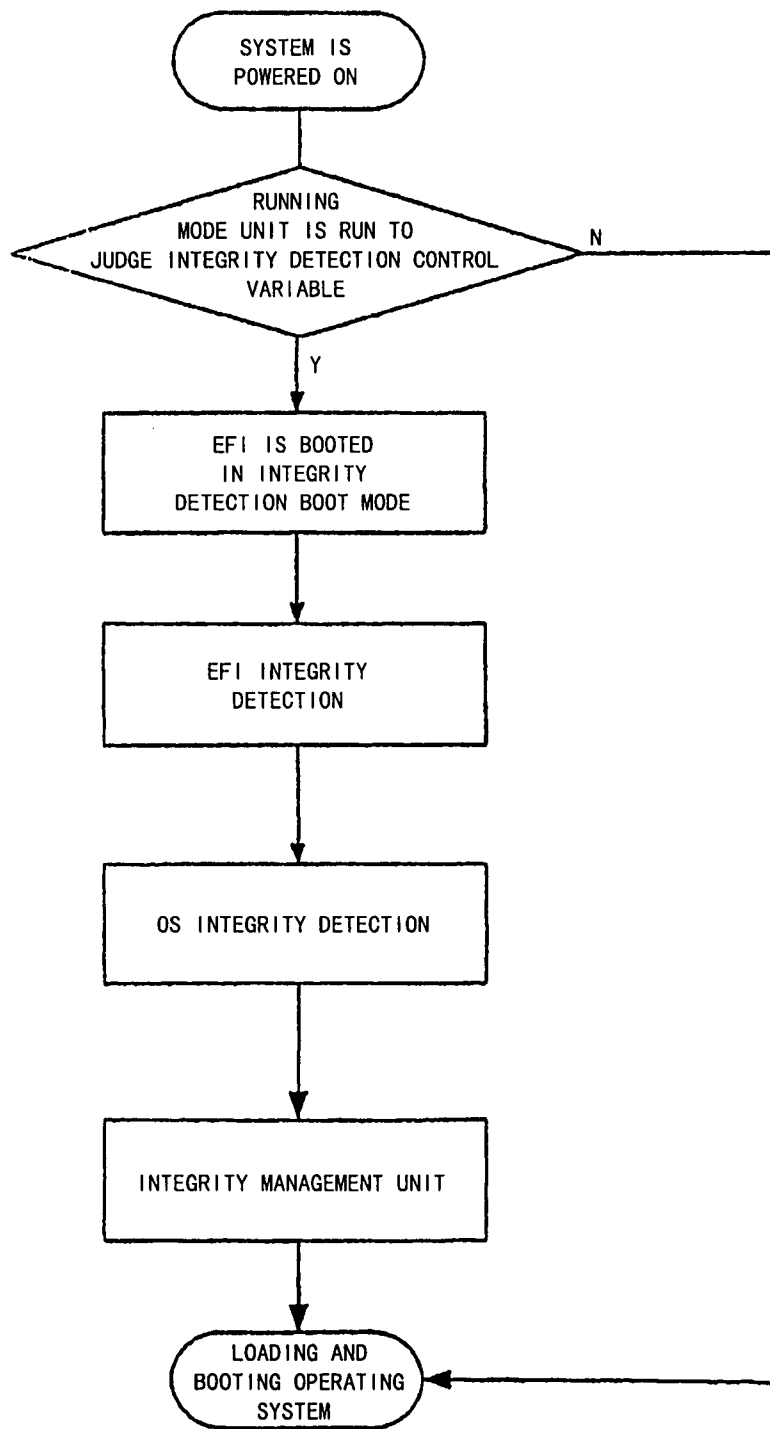 SYSTEM IS
POWERED ON
RUNNING
MODE UNIT IS RUN TO
JUDGE INTEGRITY DETECTION CONTROL
VARIABLE
N
Y
EFI IS BOOTED
IN INTEGRITY
DETECTION BOOT MODE
EFI INTEGRITY
DETECTION
OS INTEGRITY DETECTION
INTEGRITY MANAGEMENT UNIT
LOADING AND
BOOTING OPERATING
SYSTEM